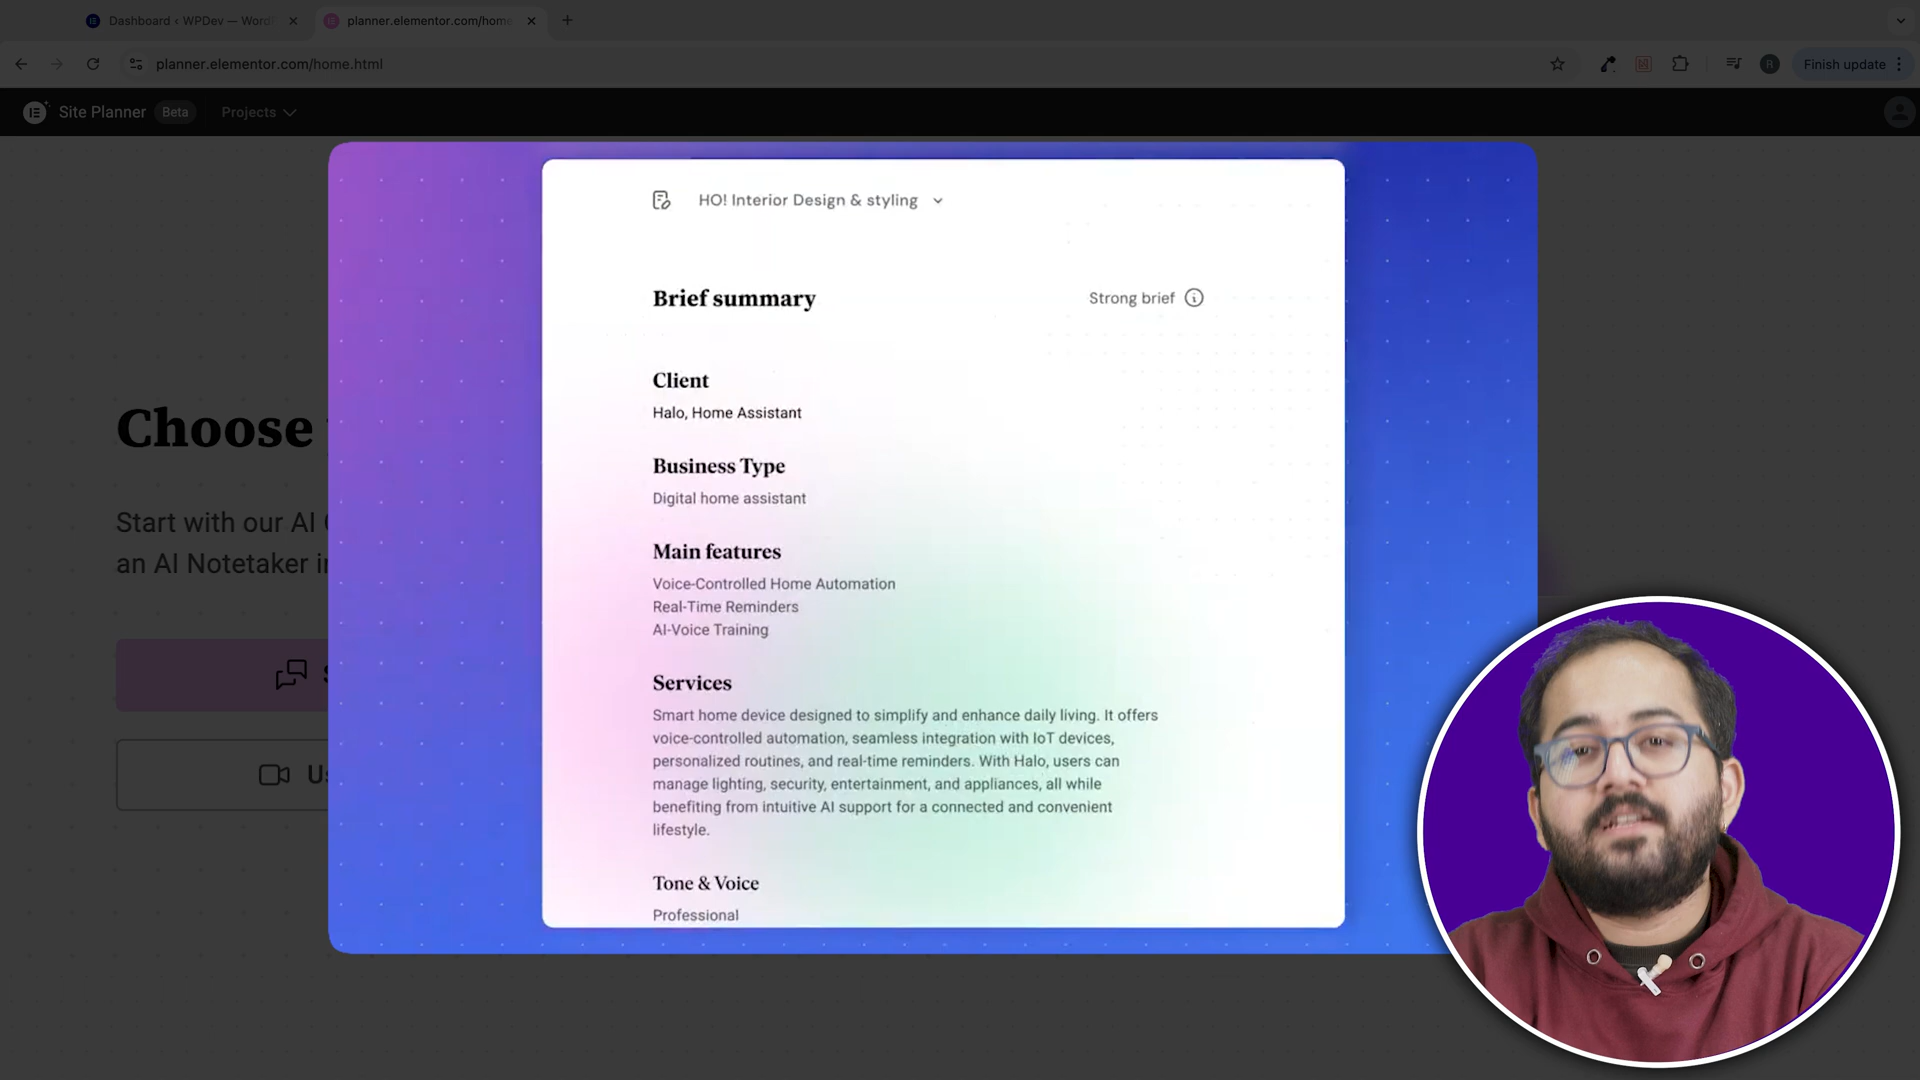 Dashboard ‹ WPDev — Word
planner.elementor.com/home
planner.elementor.com/home.html
Finish update
R
Site Planner
Beta
Projects
HO! Interior Design & styling
Brief summary
Strong brief
Client
Halo, Home Assistant
Business Type
Digital home assistant
Main features
Voice-Controlled Home Automation
Real-Time Reminders
AI-Voice Training
Services
Smart home device designed to simplify and enhance daily living. It offers
voice-controlled automation, seamless integration with IoT devices,
personalized routines, and real-time reminders. With Halo, users can
manage lighting, security, entertainment, and appliances, all while
benefiting from intuitive AI support for a connected and convenient
lifestyle.
Tone & Voice
Professional
Choose
Start with our AI
an AI Notetaker